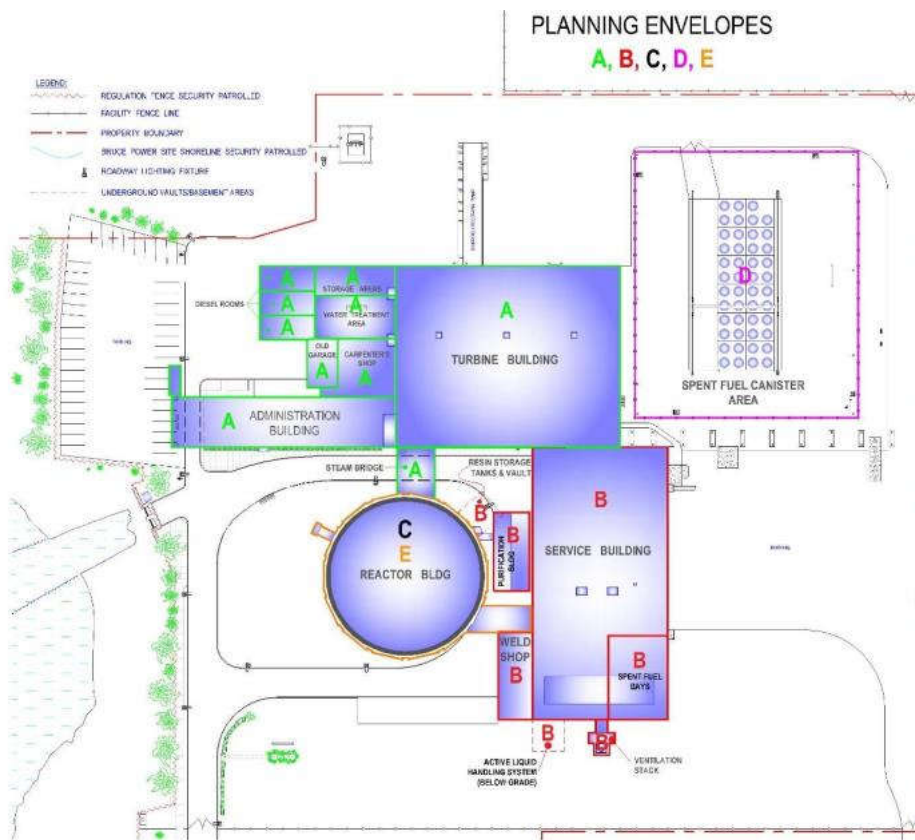 PLANNING ENVELOPES
A, B, C, D, E
LEGEND:
REGULATION FENCE SECURITY PATROLLED
FACILITY FENCE LINE
PROPERTY BOUNDARY
BRUCE POWER SITE SHORELINE SECURITY PATROLLED
ROADWAY LIGHTING FIXTURE
UNDERGROUND VAULTS/BASEMENT AREAS
A
A
STORAGE AREAS
DIESEL ROOMS
A
A
WATER TREATMENT
AREA
A
A
TURBINE BUILDING
D
SPENT FUEL CANISTER
AREA
OLD
GARAGE
A
CARPENTER'S
SHOP
A
A
ADMINISTRATION
BUILDING
STEAM BRIDGE
A
RESIN STORAGE
TANKS & VAULT
B
B
PURIFICATION
BLDG
B
SERVICE BUILDING
C
E
REACTOR BLDG
WELD
SHOP
B
B
SPENT FUEL
BAYS
B
ACTIVE LIQUID
HANDLING SYSTEM
(BELOW GRADE)
B
VENTILATION
STACK